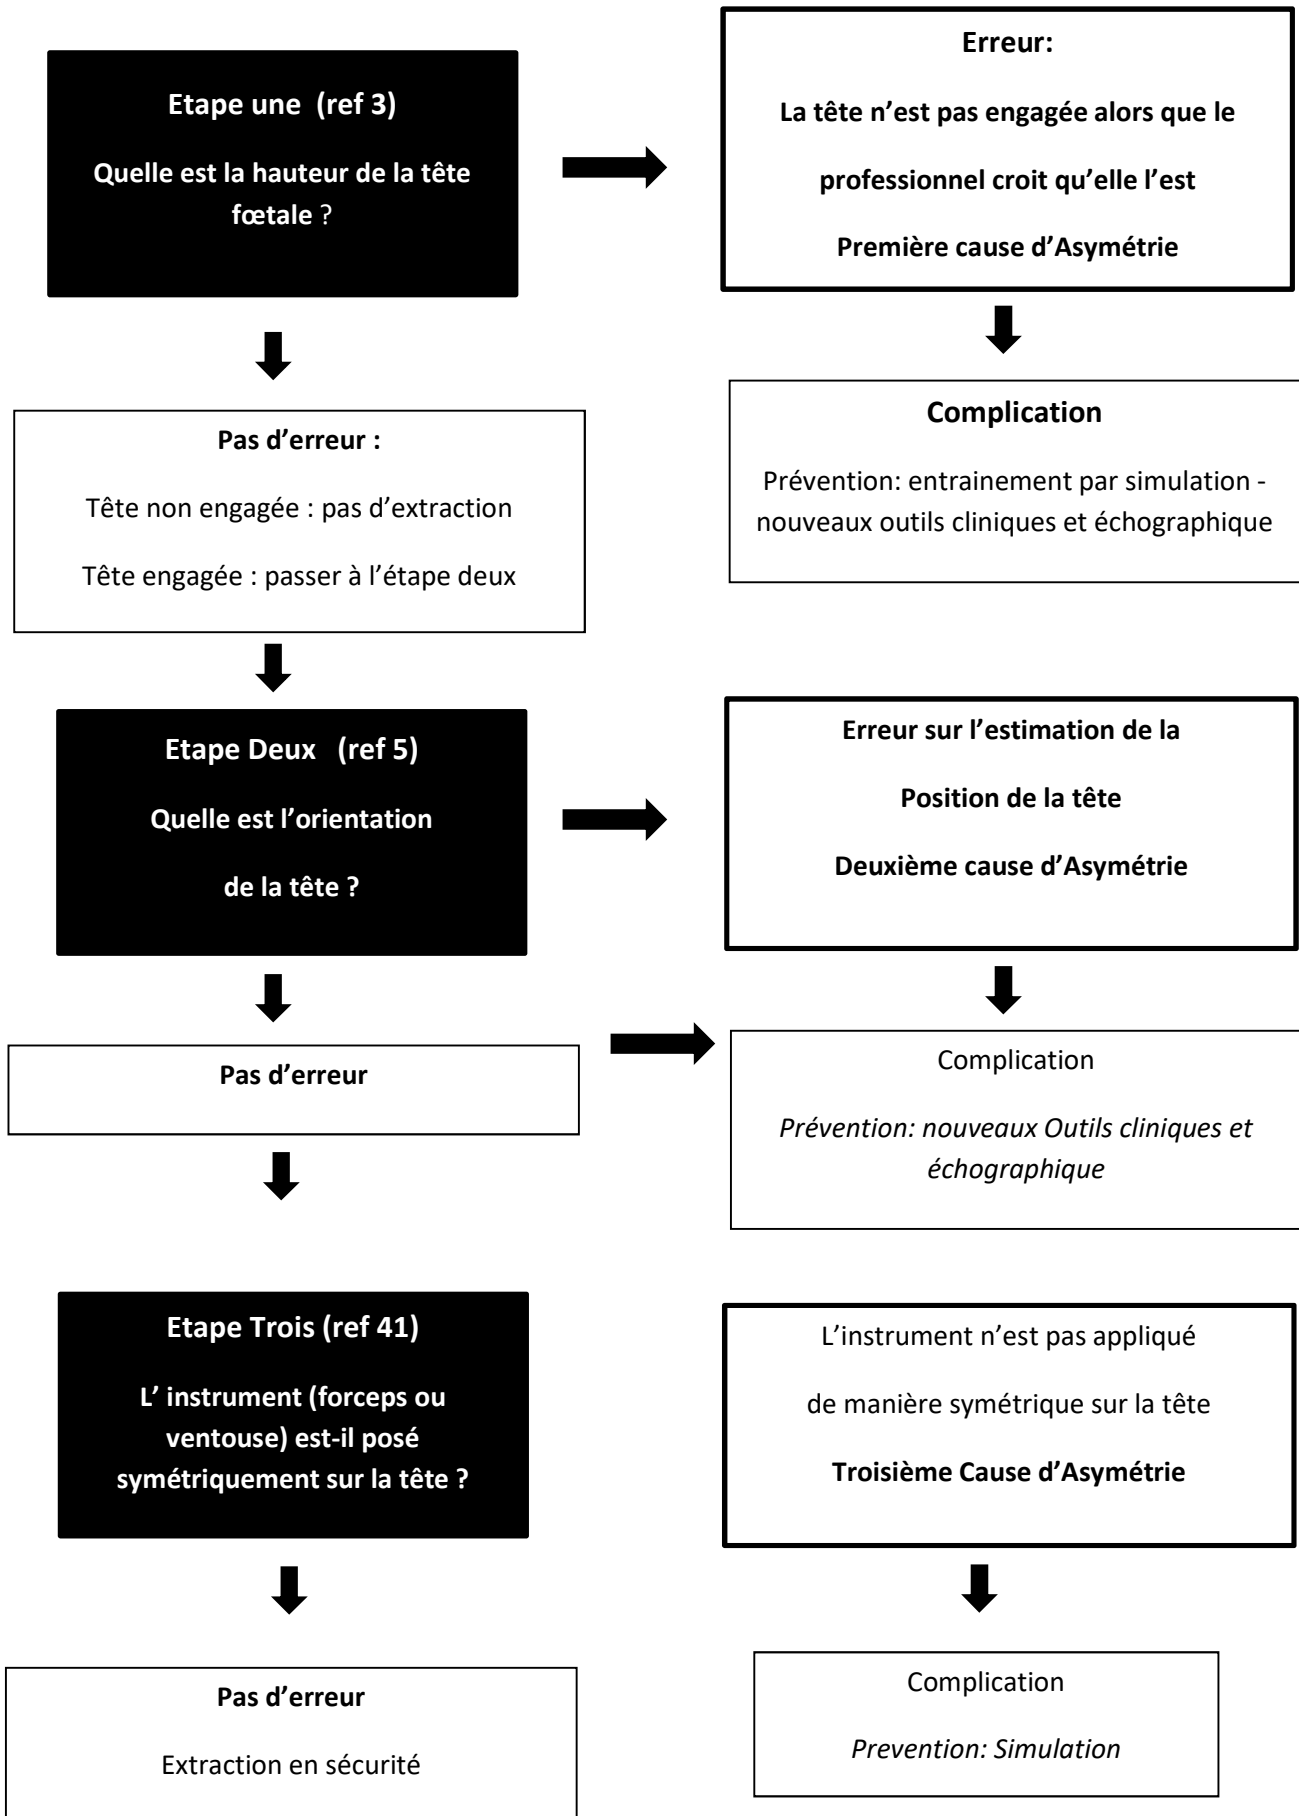 Etape une (ref 3)
Quelle est la hauteur de la tête
fœtale ?
Erreur:
La tête n’est pas engagée alors que le
professionnel croit qu’elle l’est
Première cause d’Asymétrie
Pas d’erreur :
Tête non engagée : pas d’extraction
Tête engagée : passer à l’étape deux
Complication
Prévention: entrainement par simulation -
nouveaux outils cliniques et échographique
Etape Deux (ref 5)
Quelle est l’orientation
de la tête ?
Erreur sur l’estimation de la
Position de la tête
Deuxième cause d’Asymétrie
Pas d’erreur
Complication
Prévention: nouveaux Outils cliniques et
échographique
Etape Trois (ref 41)
L’ instrument (forceps ou
ventouse) est-il posé
symétriquement sur la tête ?
L’instrument n’est pas appliqué
de manière symétrique sur la tête
Troisième Cause d’Asymétrie
Pas d’erreur
Extraction en sécurité
Complication
Prevention: Simulation